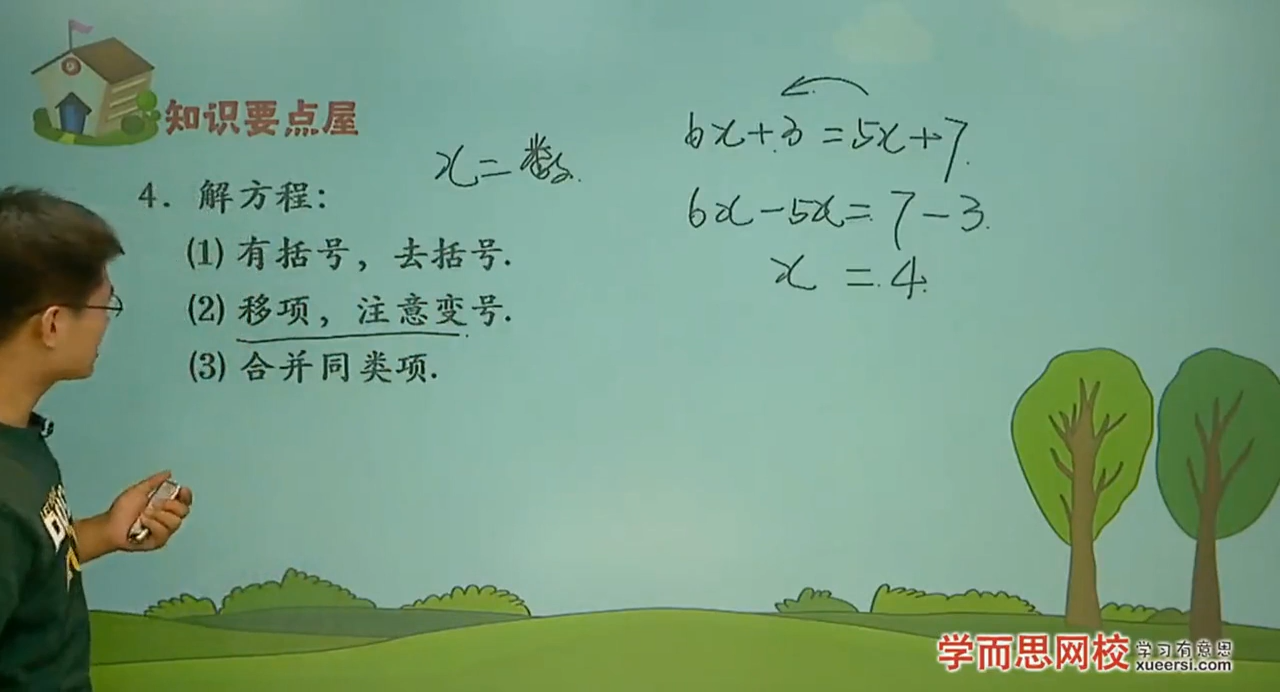 知识要点屋
x=数
4. 解方程:
(1) 有括号, 去括号.
(2) 移项, 注意变号.
(3) 合并同类项.
6x+3=5x+7
6x-5x=7-3
x=4
学而思网校 学习有意思
xueersi.com